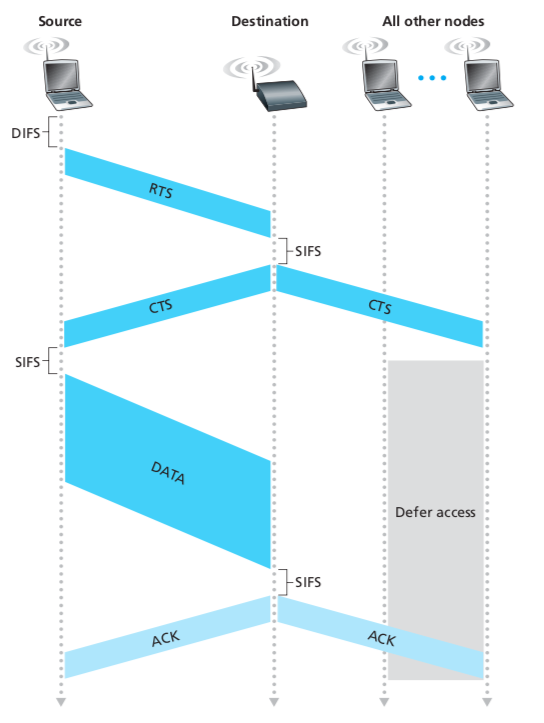 Source
Destination
All other nodes
DIFS
RTS
SIFS
CTS
CTS
SIFS
DATA
Defer access
SIFS
ACK
ACK